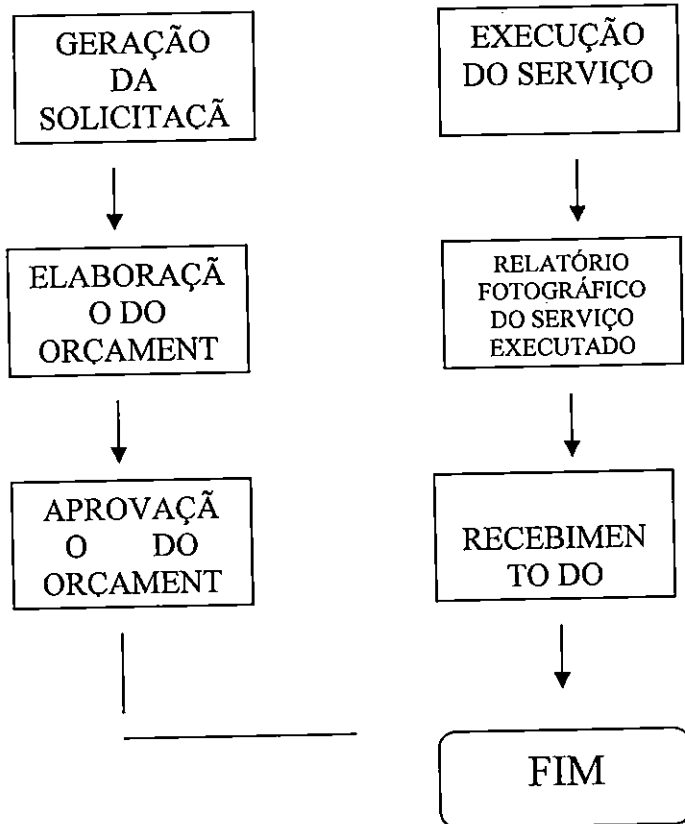 GERAÇÃO
DA
SOLICITAÇÃ
ELABORAÇÃ
O DO
ORÇAMENT
APROVAÇÃ
O DO
ORÇAMENT
EXECUÇÃO
DO SERVIÇO
RELATÓRIO
FOTOGRÁFICO
DO SERVIÇO
EXECUTADO
RECEBIMEN
TO DO
FIM